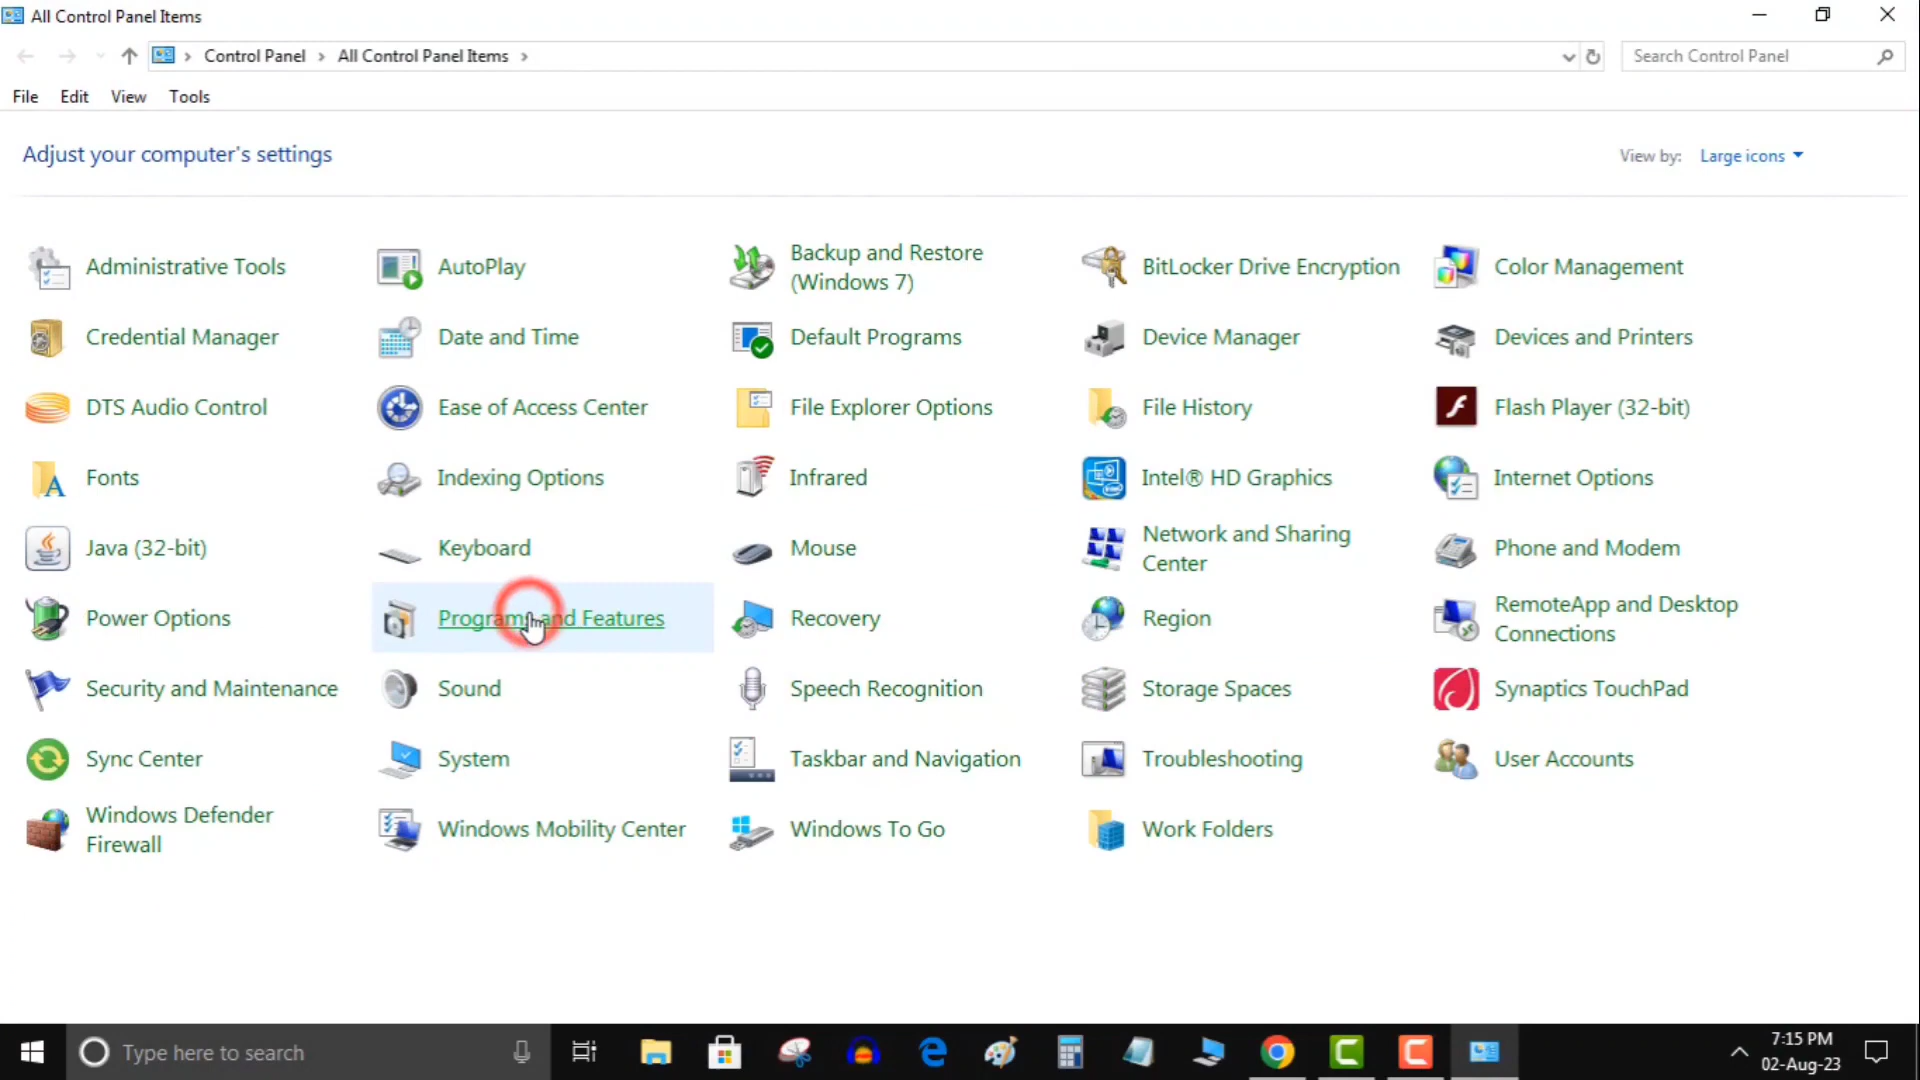 All Control Panel Items
Control Panel
All Control Panel Items
Search Control Panel
File Edit View Tools
Adjust your computer's settings
View by: Large icons
Administrative Tools
AutoPlay
Backup and Restore
(Windows 7)
BitLocker Drive Encryption
Color Management
Credential Manager
Date and Time
Default Programs
Device Manager
Devices and Printers
DTS Audio Control
Ease of Access Center
File Explorer Options
File History
Flash Player (32-bit)
Fonts
Indexing Options
Infrared
Intel® HD Graphics
Internet Options
Java (32-bit)
Keyboard
Mouse
Network and Sharing
Center
Phone and Modem
Power Options
Programs and Features
Recovery
Region
RemoteApp and Desktop
Connections
Security and Maintenance
Sound
Speech Recognition
Storage Spaces
Synaptics TouchPad
Sync Center
System
Taskbar and Navigation
Troubleshooting
User Accounts
Windows Defender
Firewall
Windows Mobility Center
Windows To Go
Work Folders
Type here to search
7:15 PM
02-Aug-23